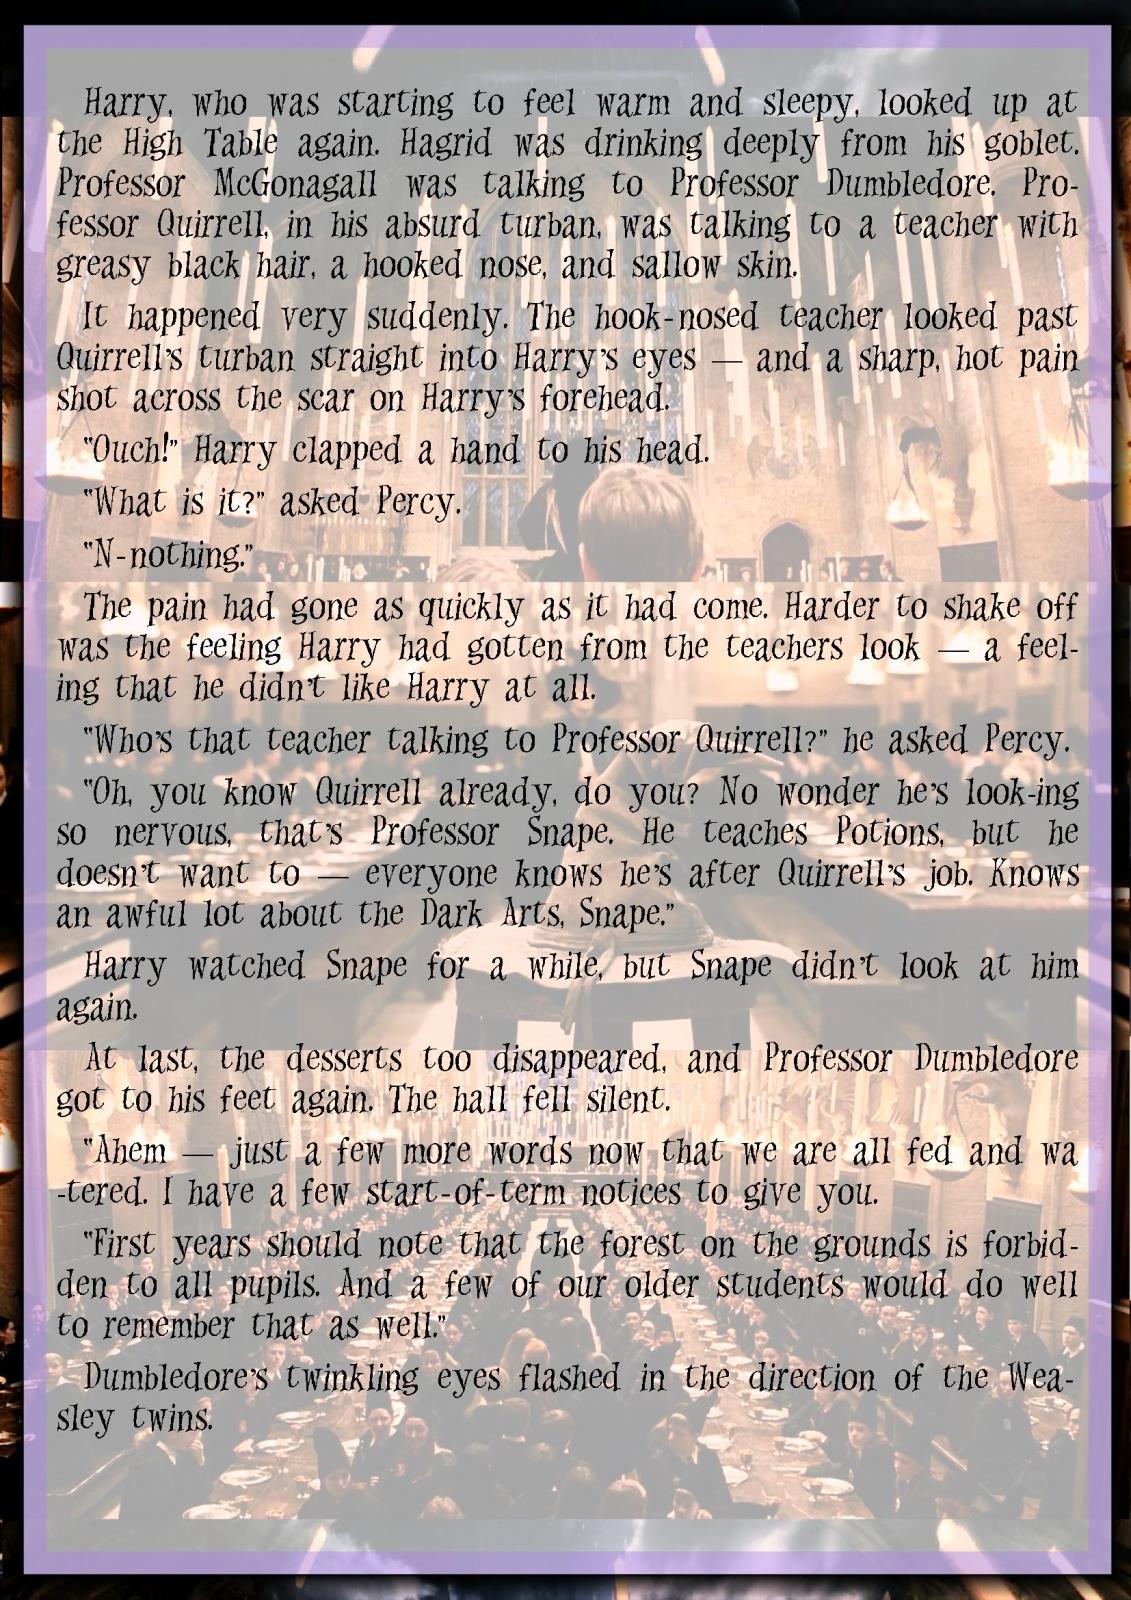 Harry, who was starting to feel warm and sleepy, looked up at
the High Table again. Hagrid was drinking deeply from his goblet.
Professor McGonagall was talking to Professor Dumbledore. Pro-
fessor Quirrell, in his absurd turban, was talking to a teacher with
greasy black hair, a hooked nose, and sallow skin.
It happened very suddenly. The hook-nosed teacher looked past
Quirrell's turban straight into Harry's eyes — and a sharp, hot pain
shot across the scar on Harry's forehead.
"Ouch!" Harry clapped a hand to his head.
"What is it?" asked Percy.
"N-nothing."
The pain had gone as quickly as it had come. Harder to shake off
was the feeling Harry had gotten from the teachers look — a feel-
ing that he didn't like Harry at all.
"Who's that teacher talking to Professor Quirrell?" he asked Percy.
"Oh, you know Quirrell already, do you? No wonder he's look-ing
so nervous, that's Professor Snape. He teaches Potions, but he
doesn't want to — everyone knows he's after Quirrell's job. Knows
an awful lot about the Dark Arts, Snape."
Harry watched Snape for a while, but Snape didn't look at him
again.
At last, the desserts too disappeared, and Professor Dumbledore
got to his feet again. The hall fell silent.
"Ahem — just a few more words now that we are all fed and wa
-tered. I have a few start-of-term notices to give you.
"First years should note that the forest on the grounds is forbid-
den to all pupils. And a few of our older students would do well
to remember that as well."
Dumbledore's twinkling eyes flashed in the direction of the Wea-
sley twins.